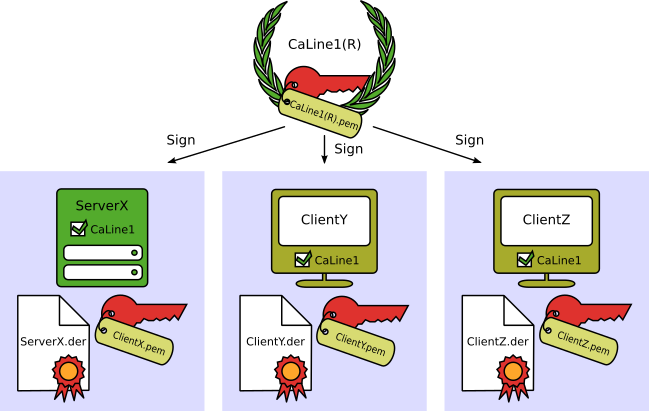 CaLine1(R)
CaLine1(R).pem
Sign
Sign
Sign
ServerX
CaLine1
ServerX.der
ClientX.pem
ClientY
CaLine1
ClientY.der
ClientY.pem
ClientZ
CaLine1
ClientZ.der
ClientZ.pem